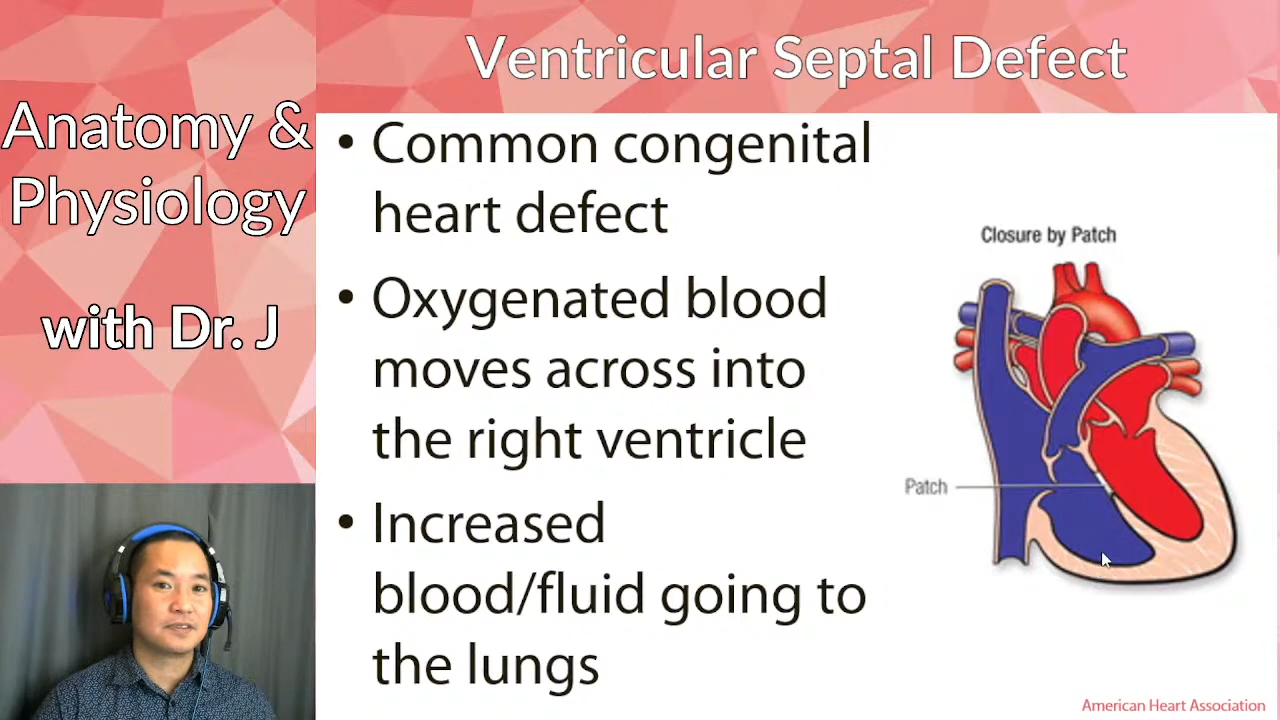 Anatomy &
Physiology
with Dr. J
Ventricular Septal Defect
• Common congenital
heart defect
• Oxygenated blood
moves across into
the right ventricle
• Increased
blood/fluid going to
the lungs
Closure by Patch
Patch
American Heart Association